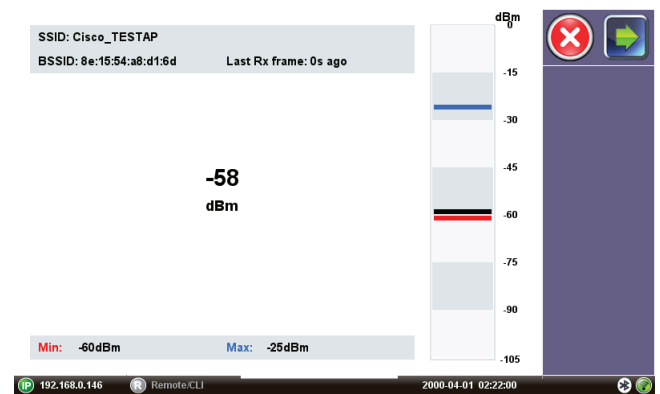 dBm
SSID: Cisco_TESTAP
BSSID: 8e:15:54:a8:d1:6d Last Rx frame: 0s ago
-58
dBm
0
-15
-30
-45
-60
-75
-90
-105
Min: -60dBm Max: -25dBm
IP 192.168.0.146 R Remote/CLI 2000-04-01 02:22:00